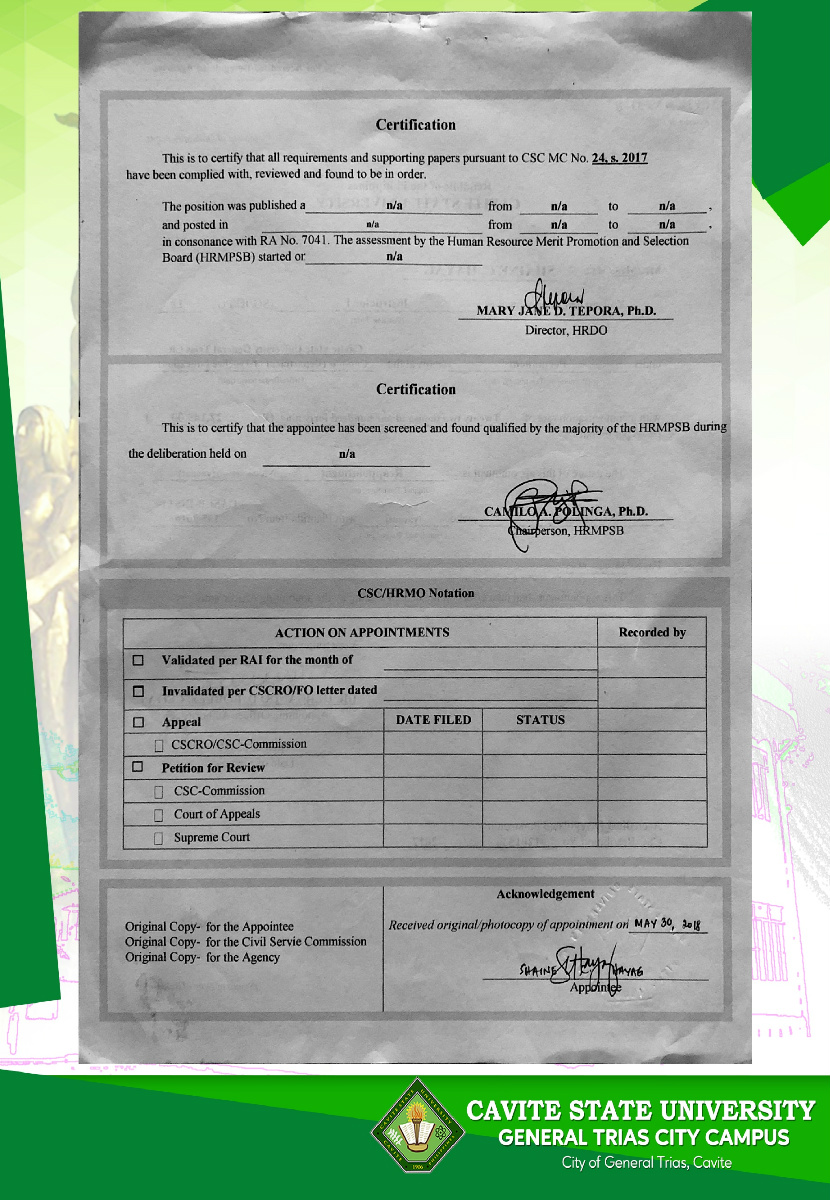 Certification
This is to certify that all requirements and supporting papers pursuant to CSC MC No. 24, s. 2017
have been complied with, reviewed and found to be in order.
The position was published a n/a from n/a to n/a ,
and posted in n/a from n/a to n/a ,
in consonance with RA No. 7041. The assessment by the Human Resource Merit Promotion and Selection
Board (HRMPSB) started or n/a
MARY JANE D. TEPORA, Ph.D.
Director, HRDO
Certification
This is to certify that the appointee has been screened and found qualified by the majority of the HRMPSB during
the deliberation held on n/a
CAMILO A. POLINGA, Ph.D.
Chairperson, HRMPSB
CSC/HRMO Notation
ACTION ON APPOINTMENTS Recorded by
Validated per RAI for the month of
Invalidated per CSCRO/FO letter dated
Appeal DATE FILED STATUS
CSCRO/CSC-Commission
Petition for Review
CSC-Commission
Court of Appeals
Supreme Court
Original Copy- for the Appointee
Original Copy- for the Civil Servie Commission
Original Copy- for the Agency
Acknowledgement
Received original/photocopy of appointment on MAY 30, 2018
SHAINE HAYAG
Appointee
CAVITE STATE UNIVERSITY
GENERAL TRIAS CITY CAMPUS
City of General Trias, Cavite